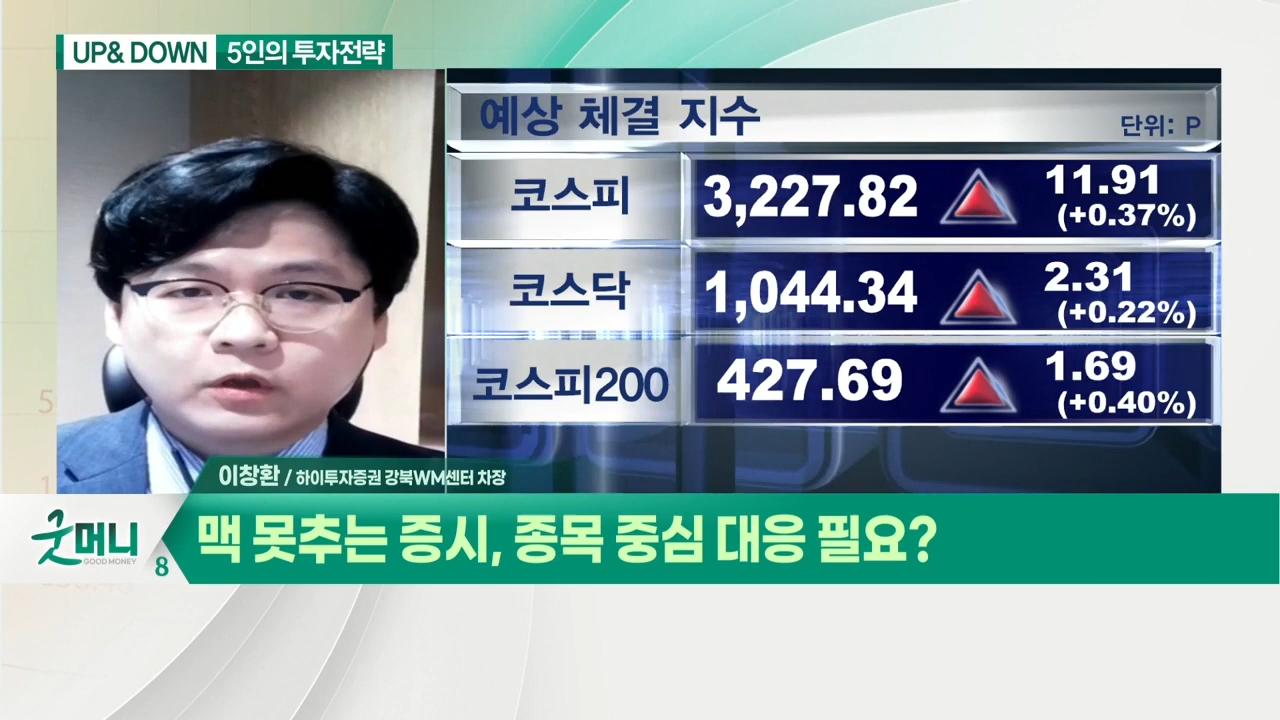 UP& DOWN 5인의 투자전략
예상 체결 지수
단위: P
코스피 3,227.82 ▲ 11.91 (+0.37%)
코스닥 1,044.34 ▲ 2.31 (+0.22%)
코스피200 427.69 ▲ 1.69 (+0.40%)
이창환 / 하이투자증권 강북WM센터 차장
굿머니 GOOD MONEY 8
맥 못추는 증시, 종목 중심 대응 필요?